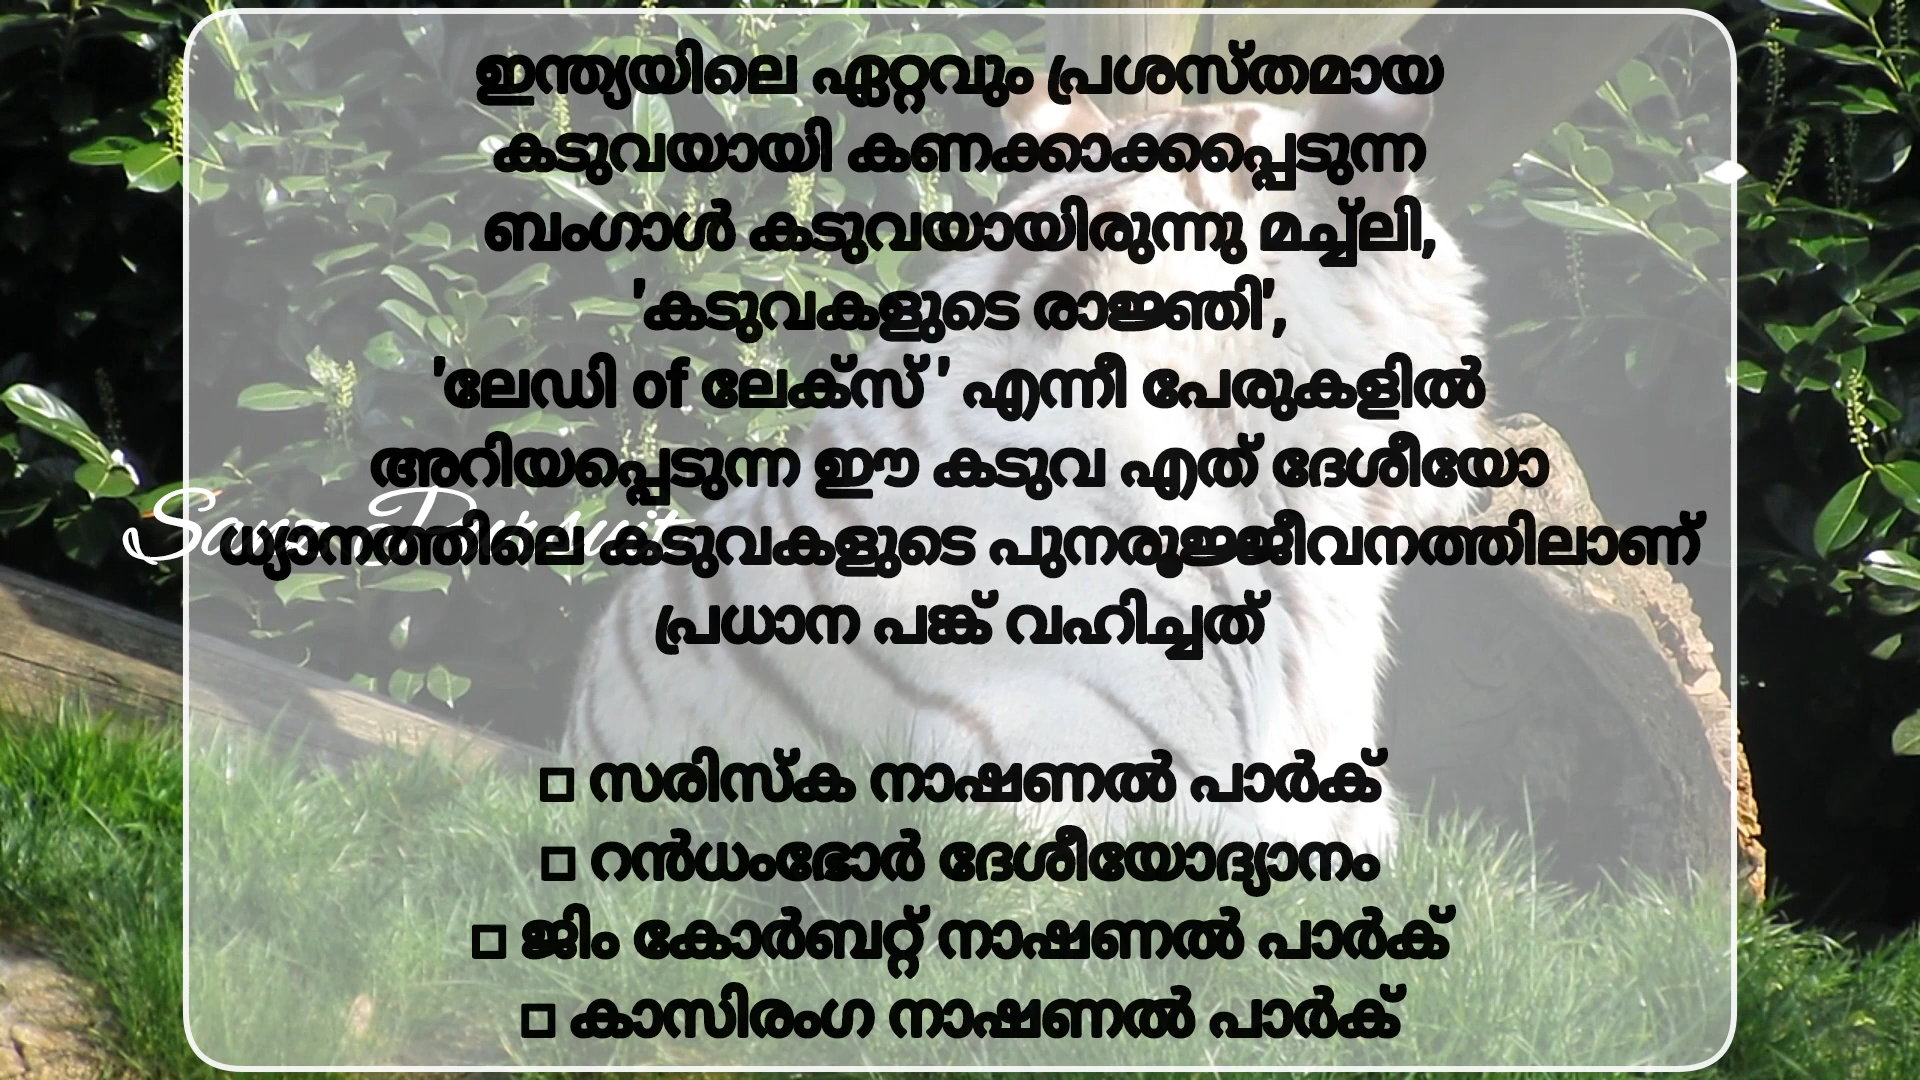 ഇന്ത്യയിലെ ഏറ്റവും പ്രശസ്തമായ
കടുവയായി കണക്കാക്കപ്പെടുന്ന
ബംഗാൾ കടുവയായിരുന്നു മച്ച്ലി,
'കടുവകളുടെ രാജ്ഞി',
'ലേഡി of ലേക്സ് ' എന്നീ പേരുകളിൽ
അറിയപ്പെടുന്ന ഈ കടുവ എത് ദേശീയോ
ധ്യാനത്തിലെ കടുവകളുടെ പുനരുജ്ജീവനത്തിലാണ്
പ്രധാന പങ്ക് വഹിച്ചത്
□ സരിസ്ക നാഷണൽ പാർക്
□ റൻധംഭോർ ദേശീയോദ്യാനം
□ ജിം കോർബറ്റ് നാഷണൽ പാർക്
□ കാസിരംഗ നാഷണൽ പാർക്